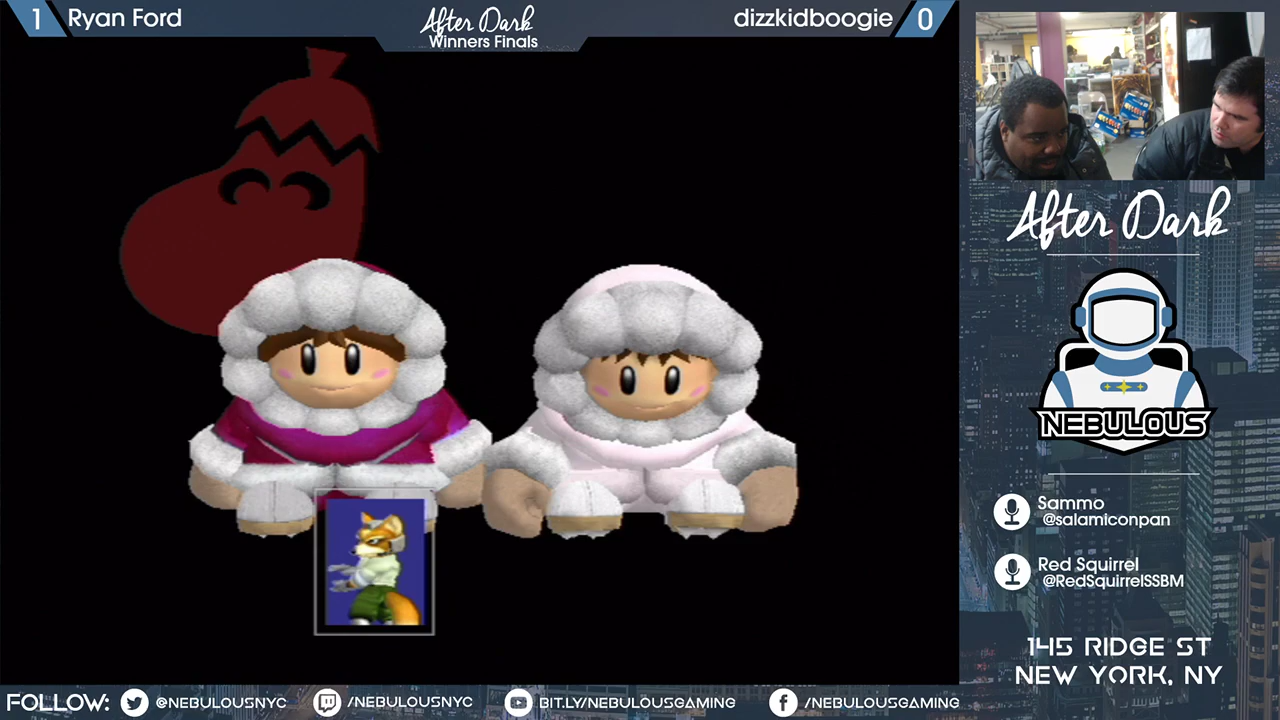 1 Ryan Ford
After Dark
Winners Finals
dizzkidboogie 0
After Dark
NEBULOUS
Sammo
@salamiconpan
Red Squirrel
@RedSquirrelSSBM
145 RIDGE ST
NEW YORK, NY
FOLLOW: @NEBULOUSNYC /NEBULOUSNYC BIT.LY/NEBULOUSGAMING /NEBULOUSGAMING